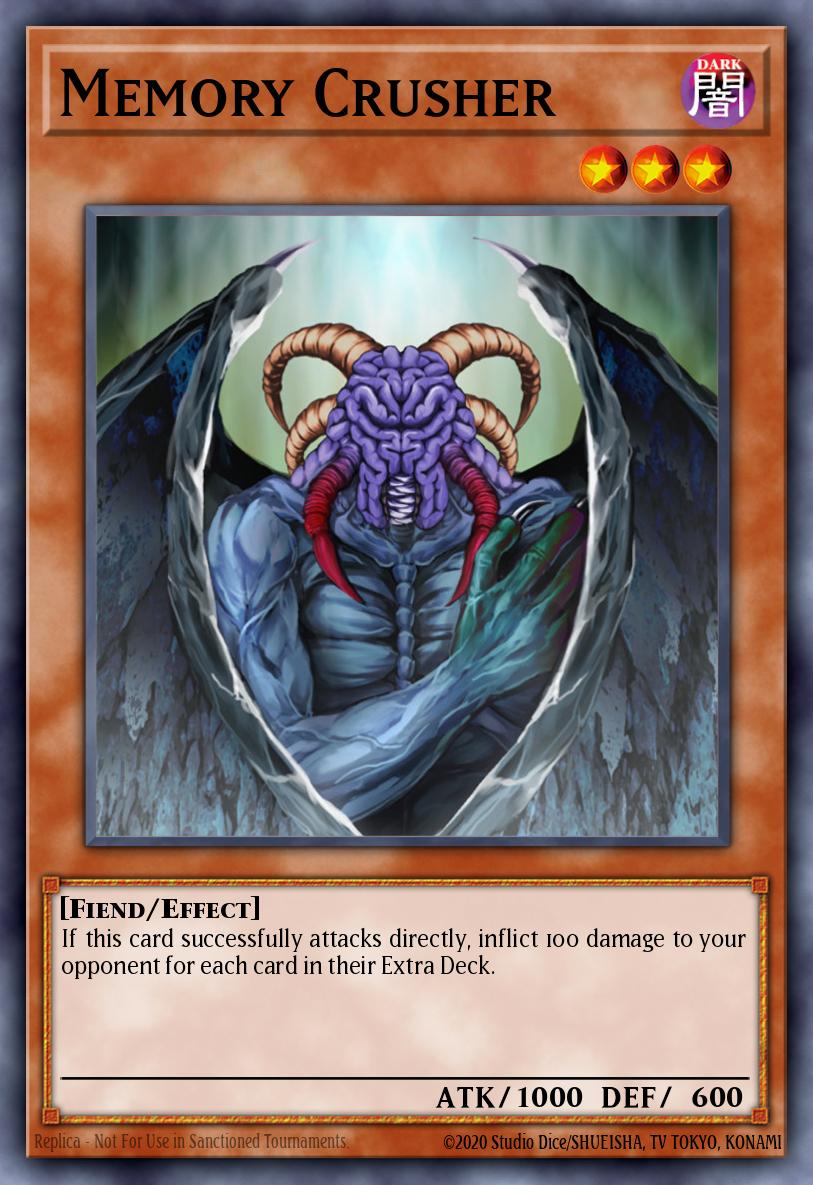 Memory Crusher
DARK
闇
[Fiend/Effect]
If this card successfully attacks directly, inflict 100 damage to your
opponent for each card in their Extra Deck.
ATK/1000 DEF/ 600
Replica - Not For Use in Sanctioned Tournaments.
©2020 Studio Dice/SHUEISHA, TV TOKYO, KONAMI